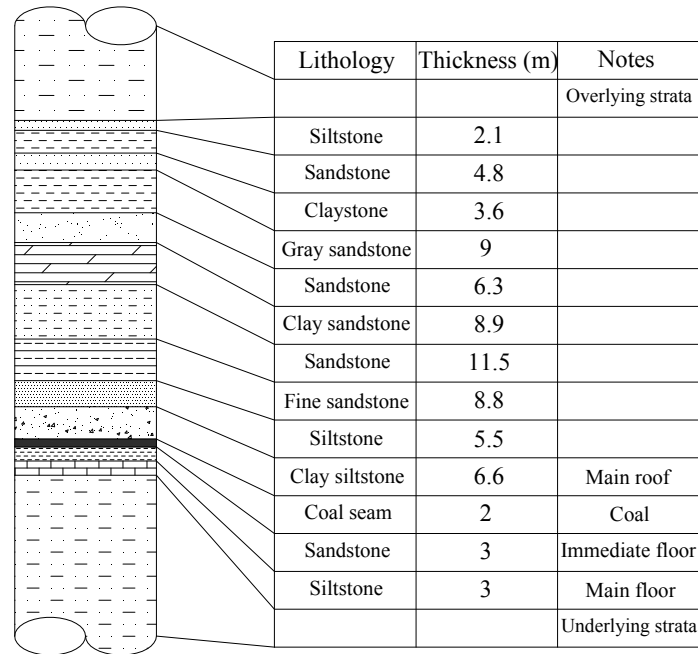 Lithology Thickness (m) Notes
Overlying strata
Siltstone 2.1
Sandstone 4.8
Claystone 3.6
Gray sandstone 9
Sandstone 6.3
Clay sandstone 8.9
Sandstone 11.5
Fine sandstone 8.8
Siltstone 5.5
Clay siltstone 6.6 Main roof
Coal seam 2 Coal
Sandstone 3 Immediate floor
Siltstone 3 Main floor
Underlying strata